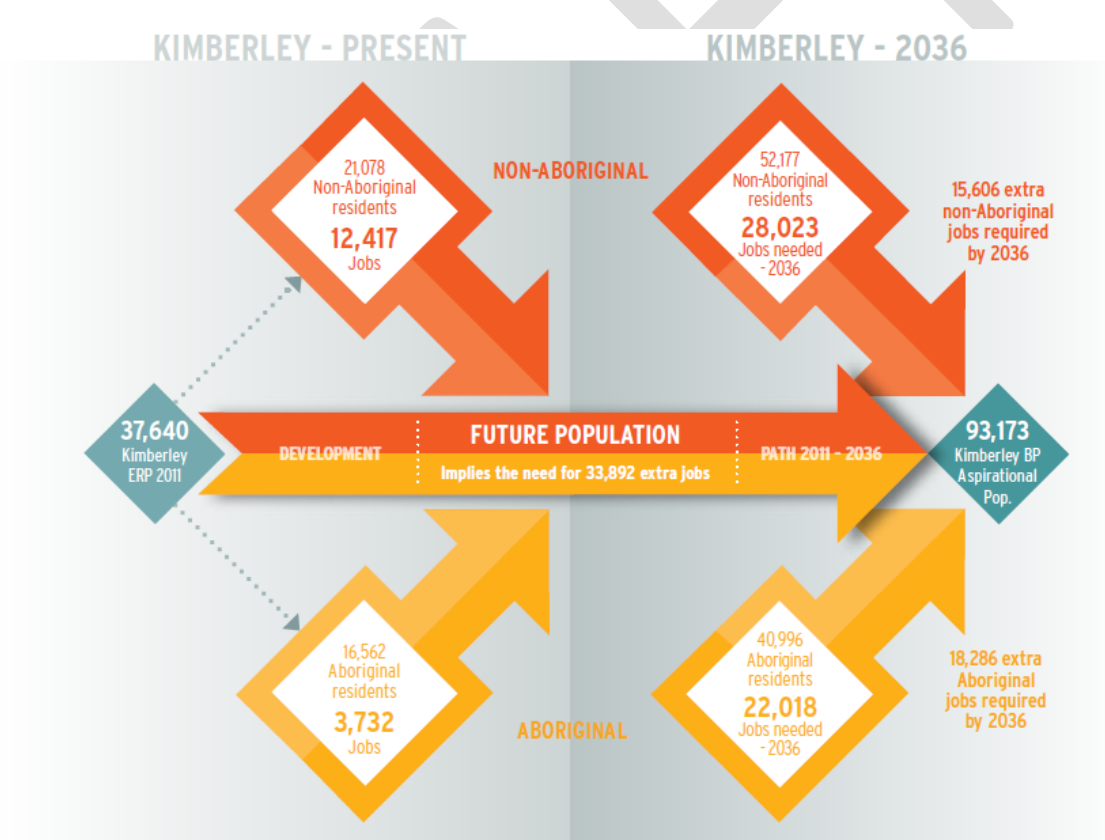 KIMBERLEY - PRESENT
KIMBERLEY - 2036
21,078
Non-Aboriginal
residents
12,417
Jobs
NON-ABORIGINAL
52,177
Non-Aboriginal
residents
28,023
Jobs needed
- 2036
15,606 extra
non-Aboriginal
jobs required
by 2036
37,640
Kimberley
ERP 2011
DEVELOPMENT
FUTURE POPULATION
Implies the need for 33,892 extra jobs
PATH 2011 - 2036
93,173
Kimberley BP
Aspirational
Pop.
16,562
Aboriginal
residents
3,732
Jobs
ABORIGINAL
40,996
Aboriginal
residents
22,018
Jobs needed
- 2036
18,286 extra
Aboriginal
jobs required
by 2036